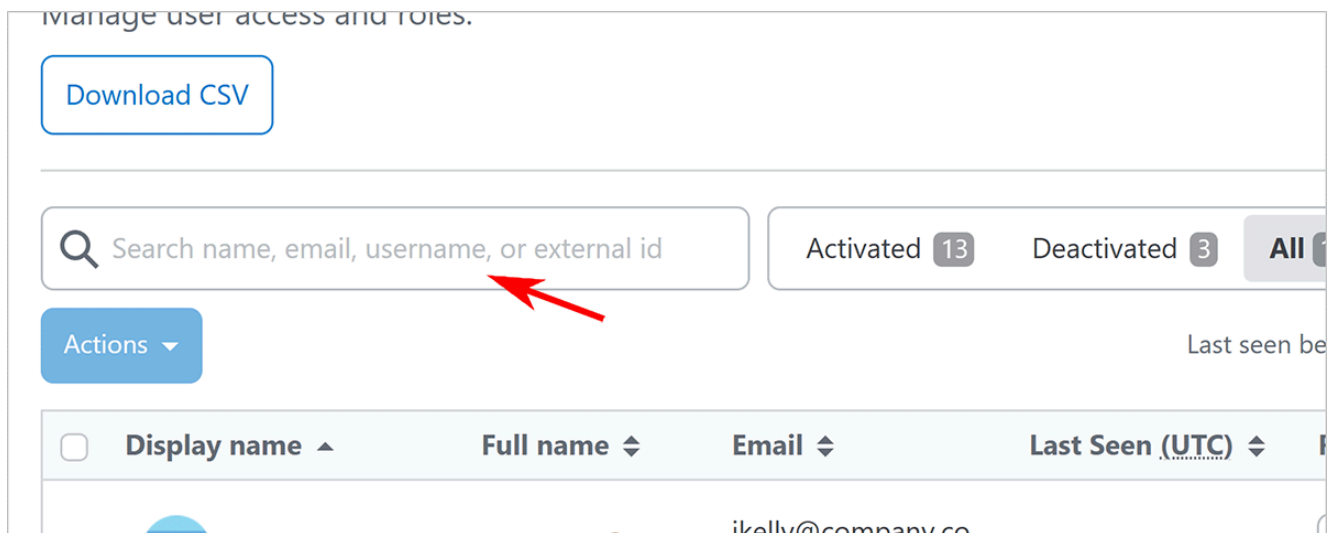 Manage user access and roles.
Download CSV
Search name, email, username, or external id
Activated 13 Deactivated 3 All
Actions
Last seen be
Display name Full name Email Last Seen (UTC)
jkelly@company.co